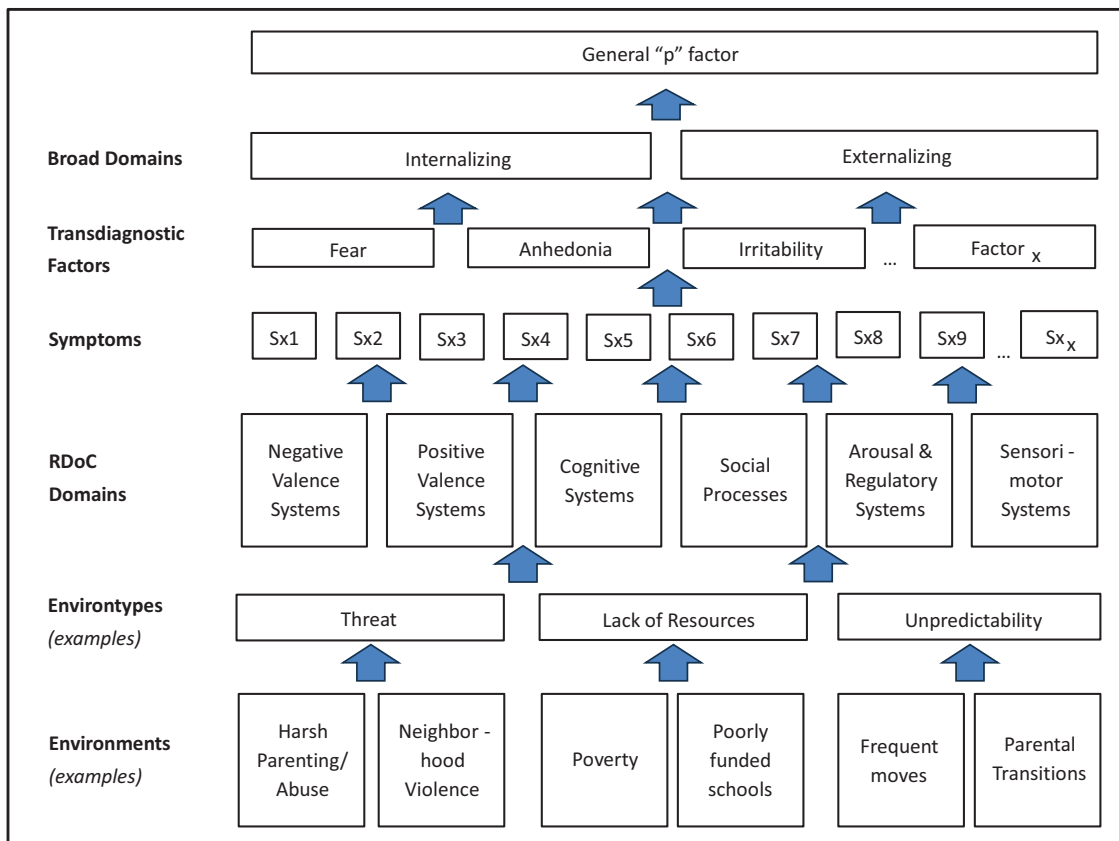 General “p” factor
Broad Domains
Internalizing
Externalizing
Transdiagnostic
Factors
Fear
Anhedonia
Irritability
...
Factor x
Symptoms
Sx1
Sx2
Sx3
Sx4
Sx5
Sx6
Sx7
Sx8
Sx9
...
Sxx
RDoC
Domains
Negative
Valence
Systems
Positive
Valence
Systems
Cognitive
Systems
Social
Processes
Arousal &
Regulatory
Systems
Sensori -
motor
Systems
Environtypes
(examples)
Threat
Lack of Resources
Unpredictability
Environments
(examples)
Harsh
Parenting/
Abuse
Neighbor -
hood
Violence
Poverty
Poorly
funded
schools
Frequent
moves
Parental
Transitions